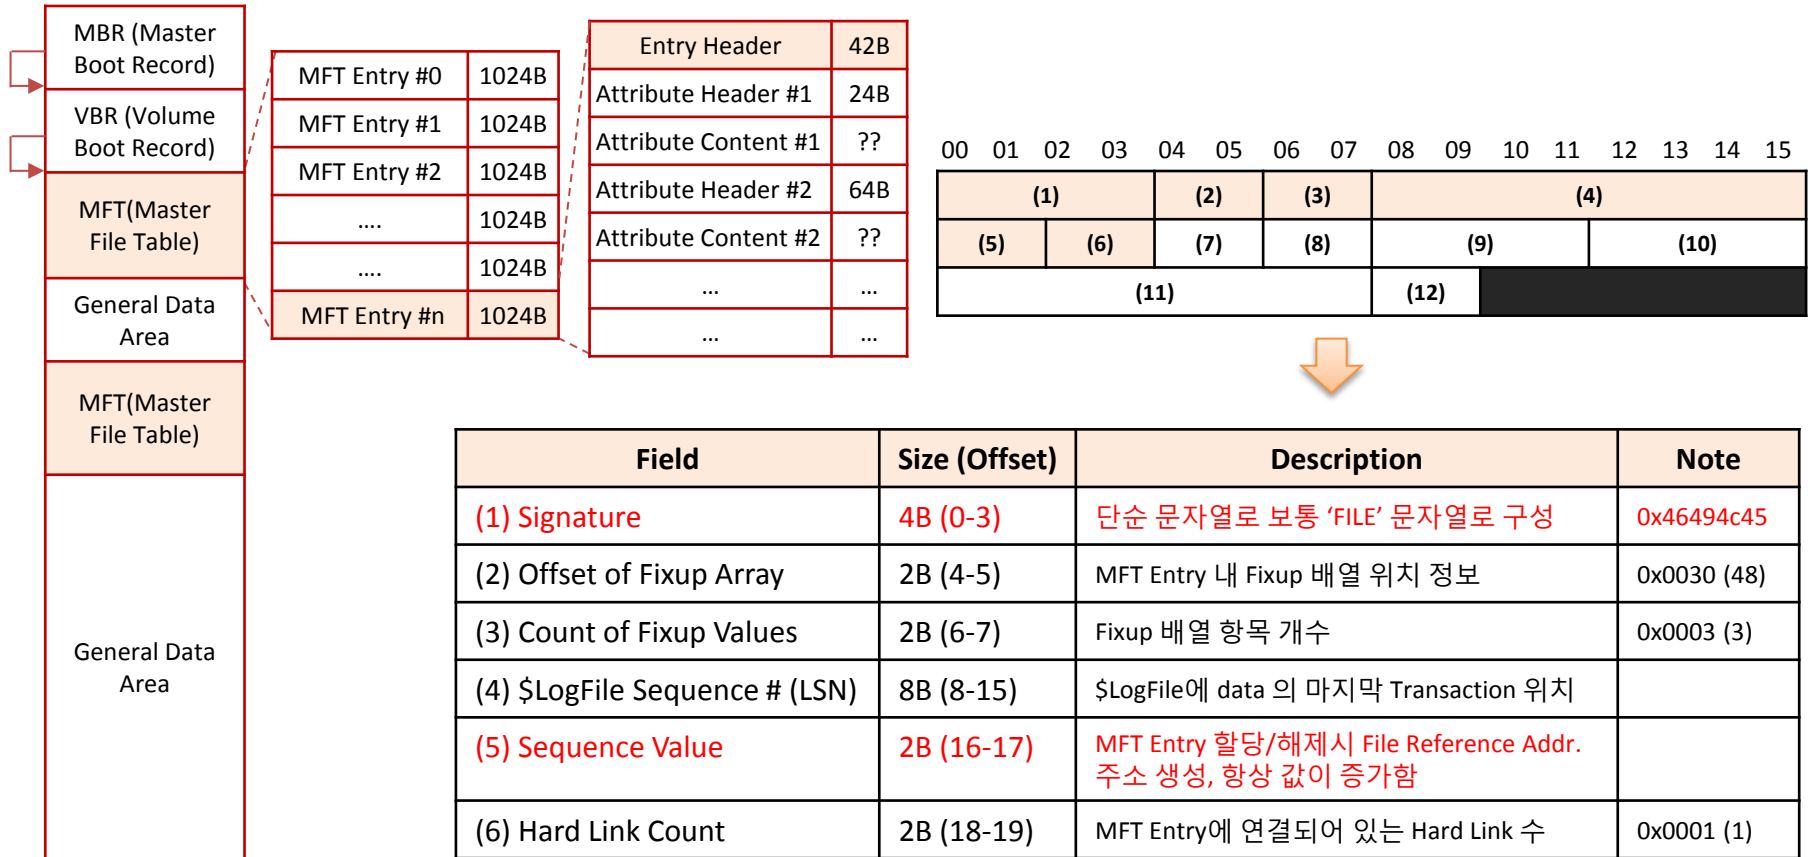 MBR (Master
Boot Record)
VBR (Volume
Boot Record)
MFT(Master
File Table)
General Data
Area
MFT(Master
File Table)
General Data
Area
MFT Entry #0 1024B
MFT Entry #1 1024B
MFT Entry #2 1024B
.... 1024B
.... 1024B
MFT Entry #n 1024B
Entry Header 42B
Attribute Header #1 24B
Attribute Content #1 ??
Attribute Header #2 64B
Attribute Content #2 ??
... ...
... ...
00 01 02 03 04 05 06 07 08 09 10 11 12 13 14 15
(1) (2) (3) (4)
(5) (6) (7) (8) (9) (10)
(11) (12)
Field Size (Offset) Description Note
(1) Signature 4B (0-3) 단순 문자열로 보통 ‘FILE’ 문자열로 구성 0x46494c45
(2) Offset of Fixup Array 2B (4-5) MFT Entry 내 Fixup 배열 위치 정보 0x0030 (48)
(3) Count of Fixup Values 2B (6-7) Fixup 배열 항목 개수 0x0003 (3)
(4) $LogFile Sequence # (LSN) 8B (8-15) $LogFile에 data 의 마지막 Transaction 위치
(5) Sequence Value 2B (16-17) MFT Entry 할당/해제시 File Reference Addr.
주소 생성, 항상 값이 증가함
(6) Hard Link Count 2B (18-19) MFT Entry에 연결되어 있는 Hard Link 수 0x0001 (1)